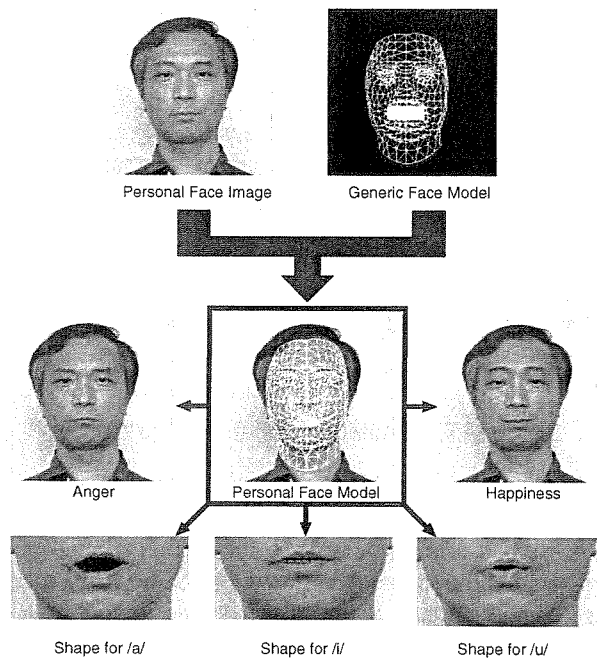 Personal Face Image
Generic Face Model
Anger
Personal Face Model
Happiness
Shape for /a/
Shape for /i/
Shape for /u/